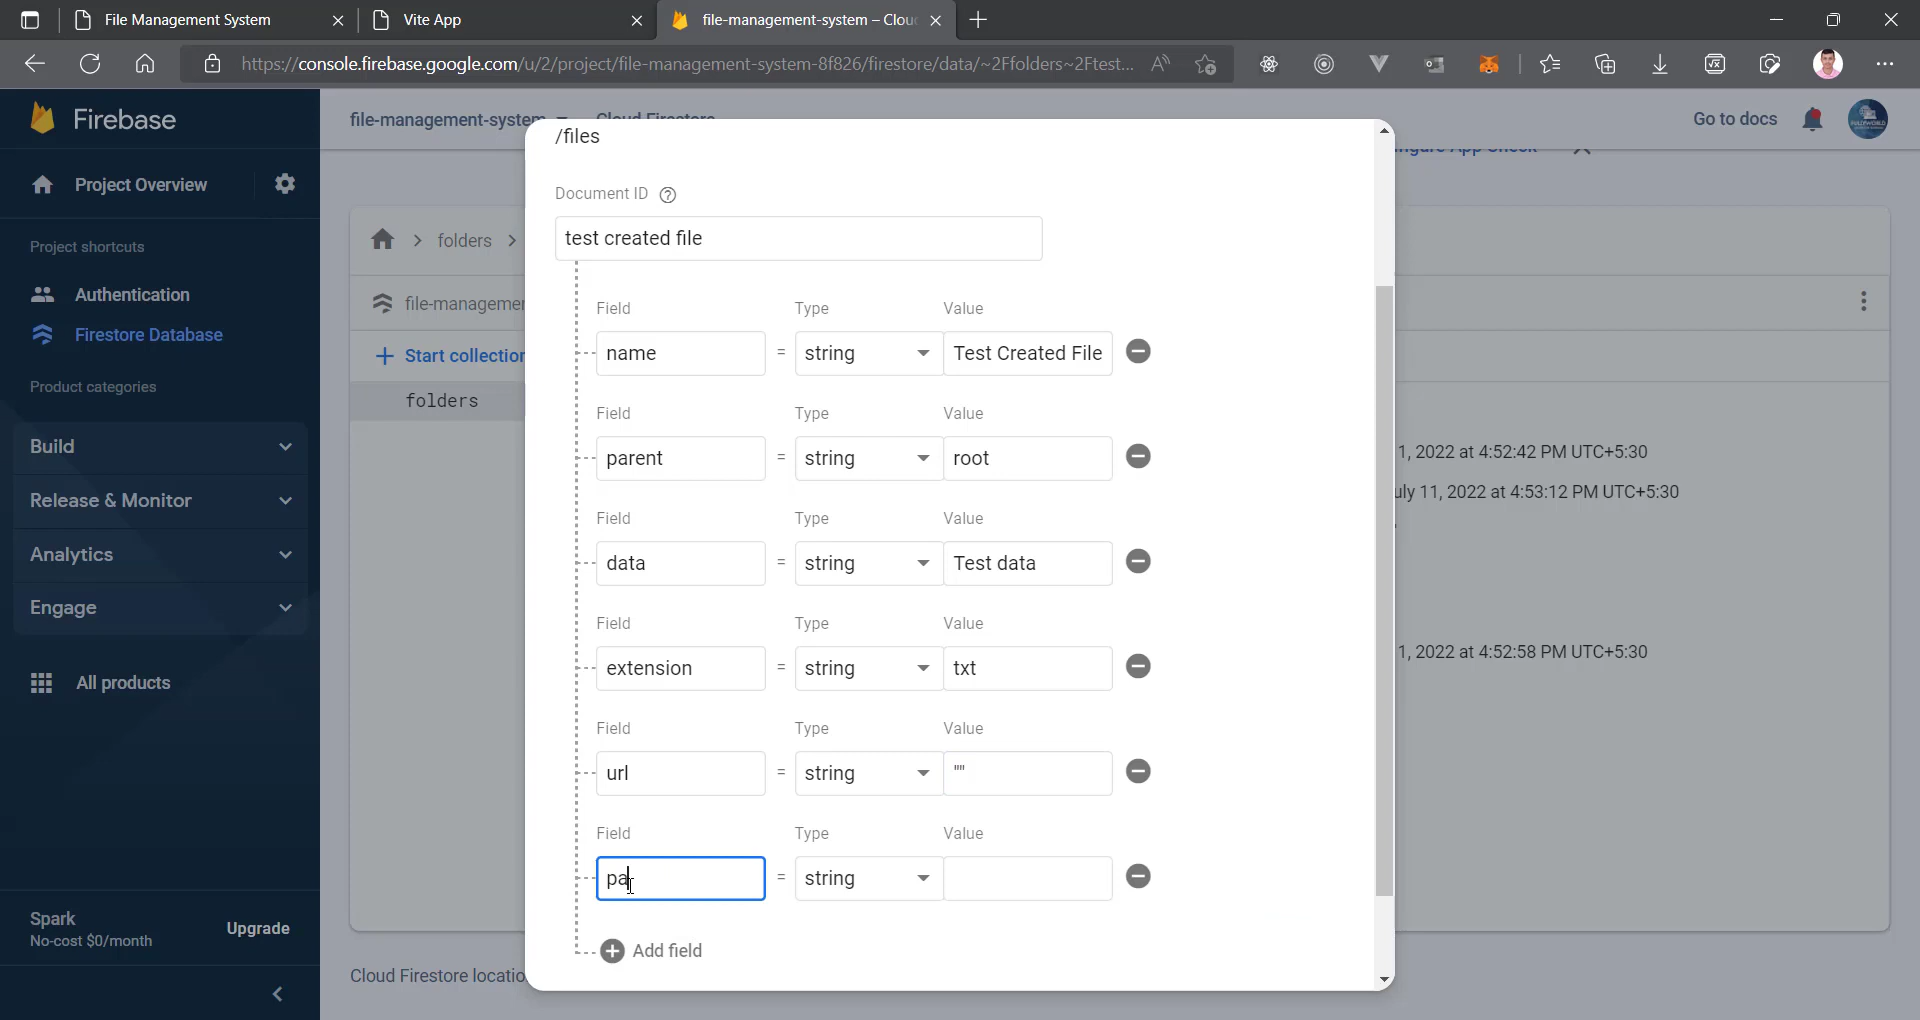 File Management System
Vite App
file-management-system – Clou
https://console.firebase.google.com/u/2/project/file-management-system-8f826/firestore/data/~2Ffolders~2Ftest...
Firebase
file-management-system
Cloud Firestore
Go to docs
Project Overview
Project shortcuts
Authentication
Firestore Database
Product categories
Build
Release & Monitor
Analytics
Engage
All products
Spark
No-cost $0/month
Upgrade
folders
file-managemen
Start collection
folders
/files
Document ID
test created file
Field Type Value
name = string Test Created File
Field Type Value
parent = string root
Field Type Value
data = string Test data
Field Type Value
extension = string txt
Field Type Value
url = string ""
Field Type Value
pa = string
Add field
1, 2022 at 4:52:42 PM UTC+5:30
uly 11, 2022 at 4:53:12 PM UTC+5:30
1, 2022 at 4:52:58 PM UTC+5:30
Cloud Firestore locatio